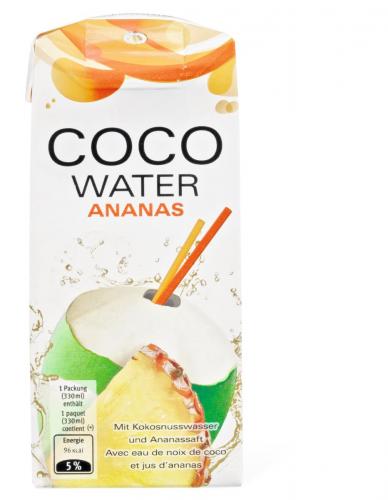 COCO
WATER
ANANAS
1 Packung
(330ml)
enthält
1 paquet
(330ml)
contient (*)
Energie
96 kcal
5 %
Mit Kokosnusswasser
und Ananassaft
Avec eau de noix de coco
et jus d'ananas